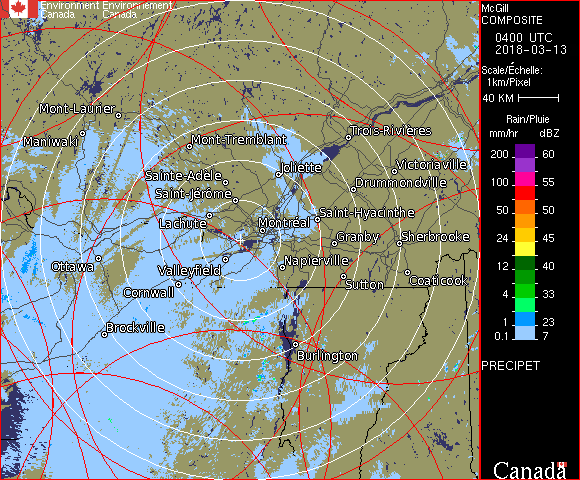 Environment Environnement
Canada Canada
McGill
COMPOSITE
0400 UTC
2018-03-13
Scale/Échelle:
1km/Pixel
40 KM
Rain/Pluie
mm/hr dBZ
200 60
100 55
50 50
24 45
12 40
8 33
4 30
1 23
0.1 7
PRECIPET
Canada
Mont-Laurier
Maniwaki
Mont-Tremblant
Trois-Rivières
Joliette
Victoriaville
Sainte-Adèle
Drummondville
Saint-Jérôme
Saint-Hyacinthe
Lachute
Montréal
Granby
Sherbrooke
Ottawa
Valleyfield
Napierville
Sutton
Coaticook
Cornwall
Brockville
Burlington